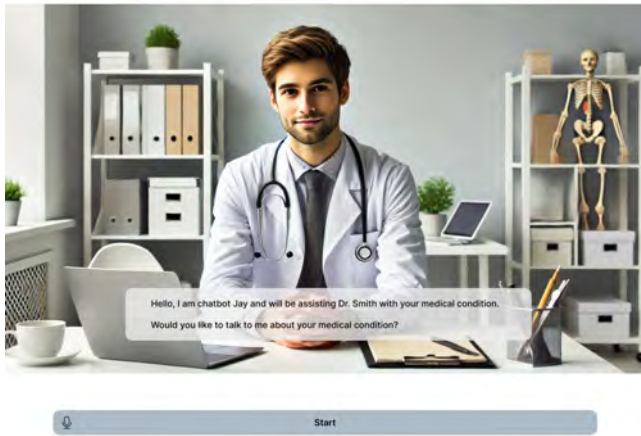 Hello, I am chatbot Jay and will be assisting Dr. Smith with your medical condition.
Would you like to talk to me about your medical condition?
Start